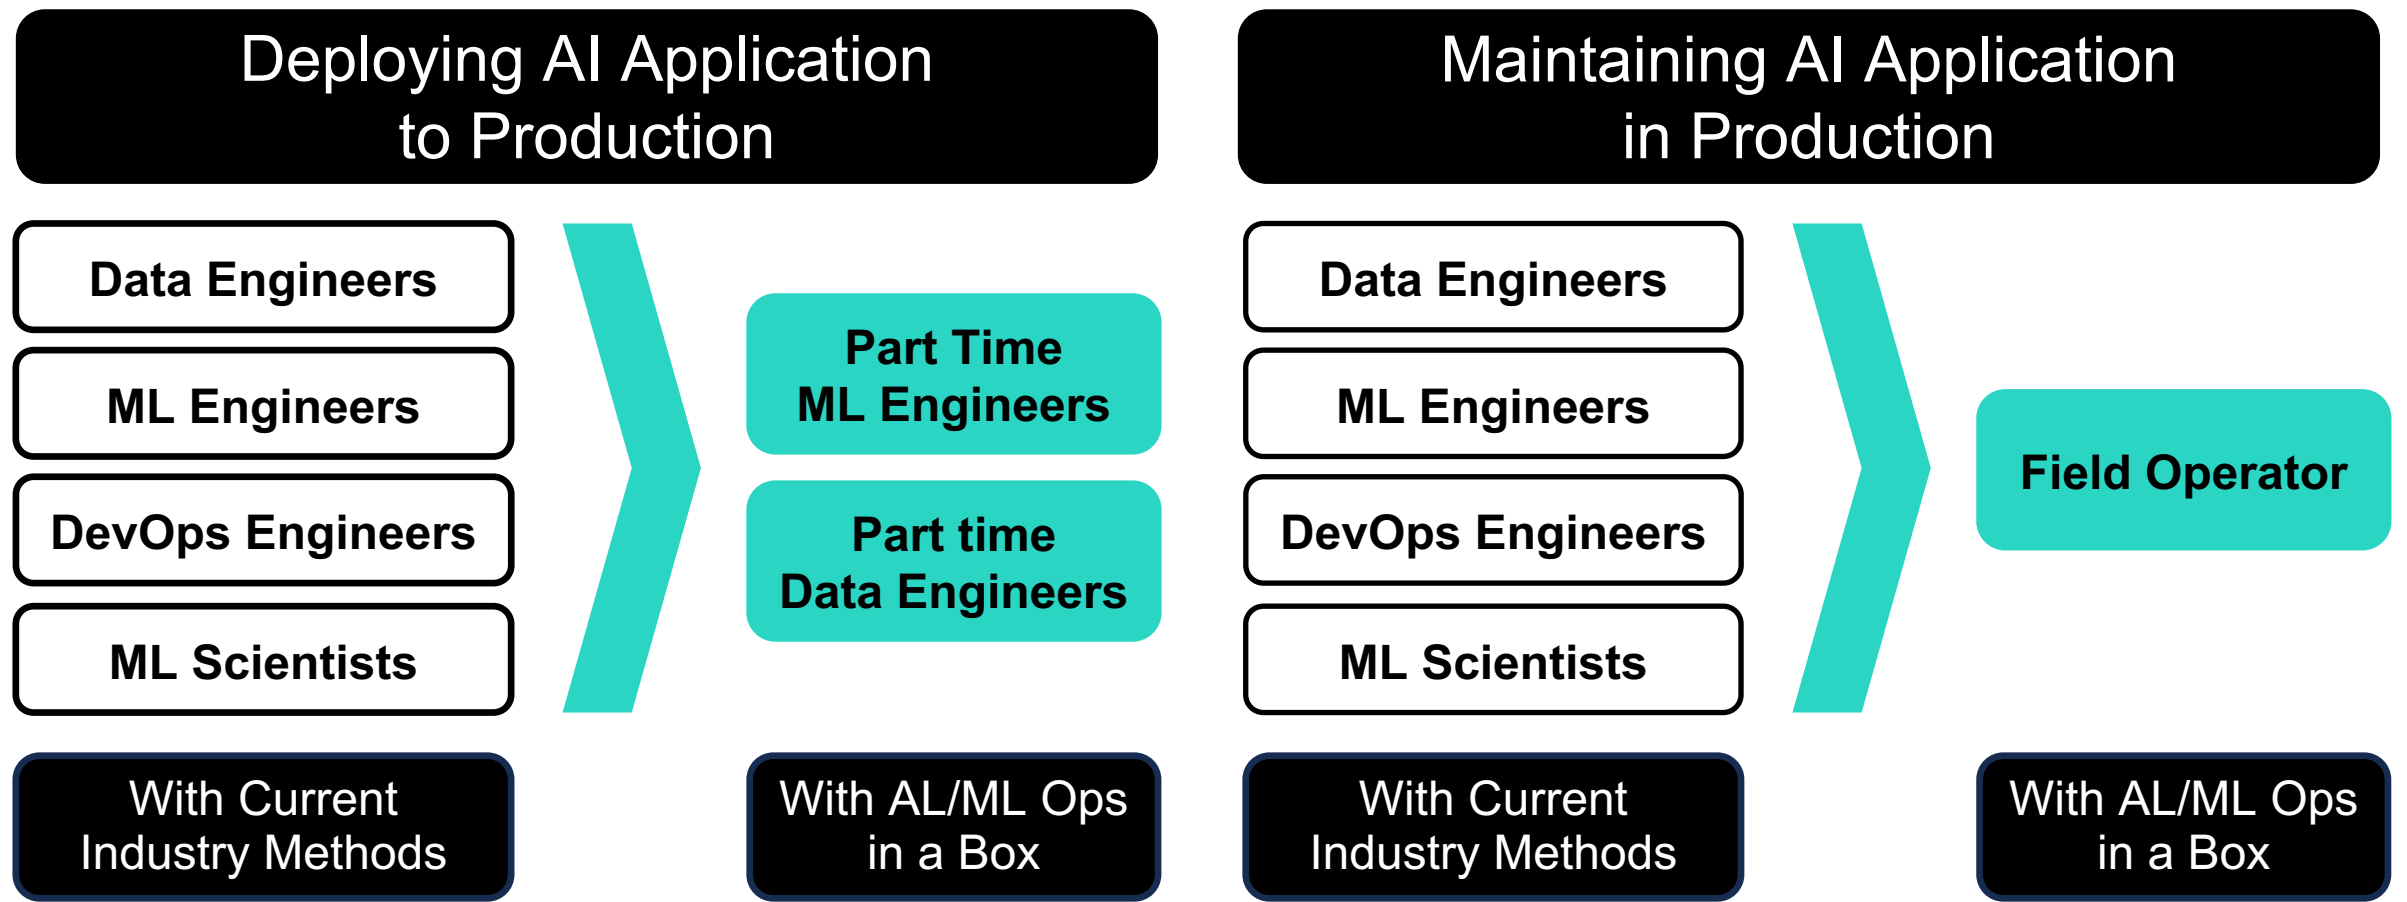 Deploying AI Application
to Production
Data Engineers
ML Engineers
DevOps Engineers
ML Scientists
Part Time
ML Engineers
Part time
Data Engineers
With Current
Industry Methods
With AL/ML Ops
in a Box
Maintaining AI Application
in Production
Data Engineers
ML Engineers
DevOps Engineers
ML Scientists
Field Operator
With Current
Industry Methods
With AL/ML Ops
in a Box